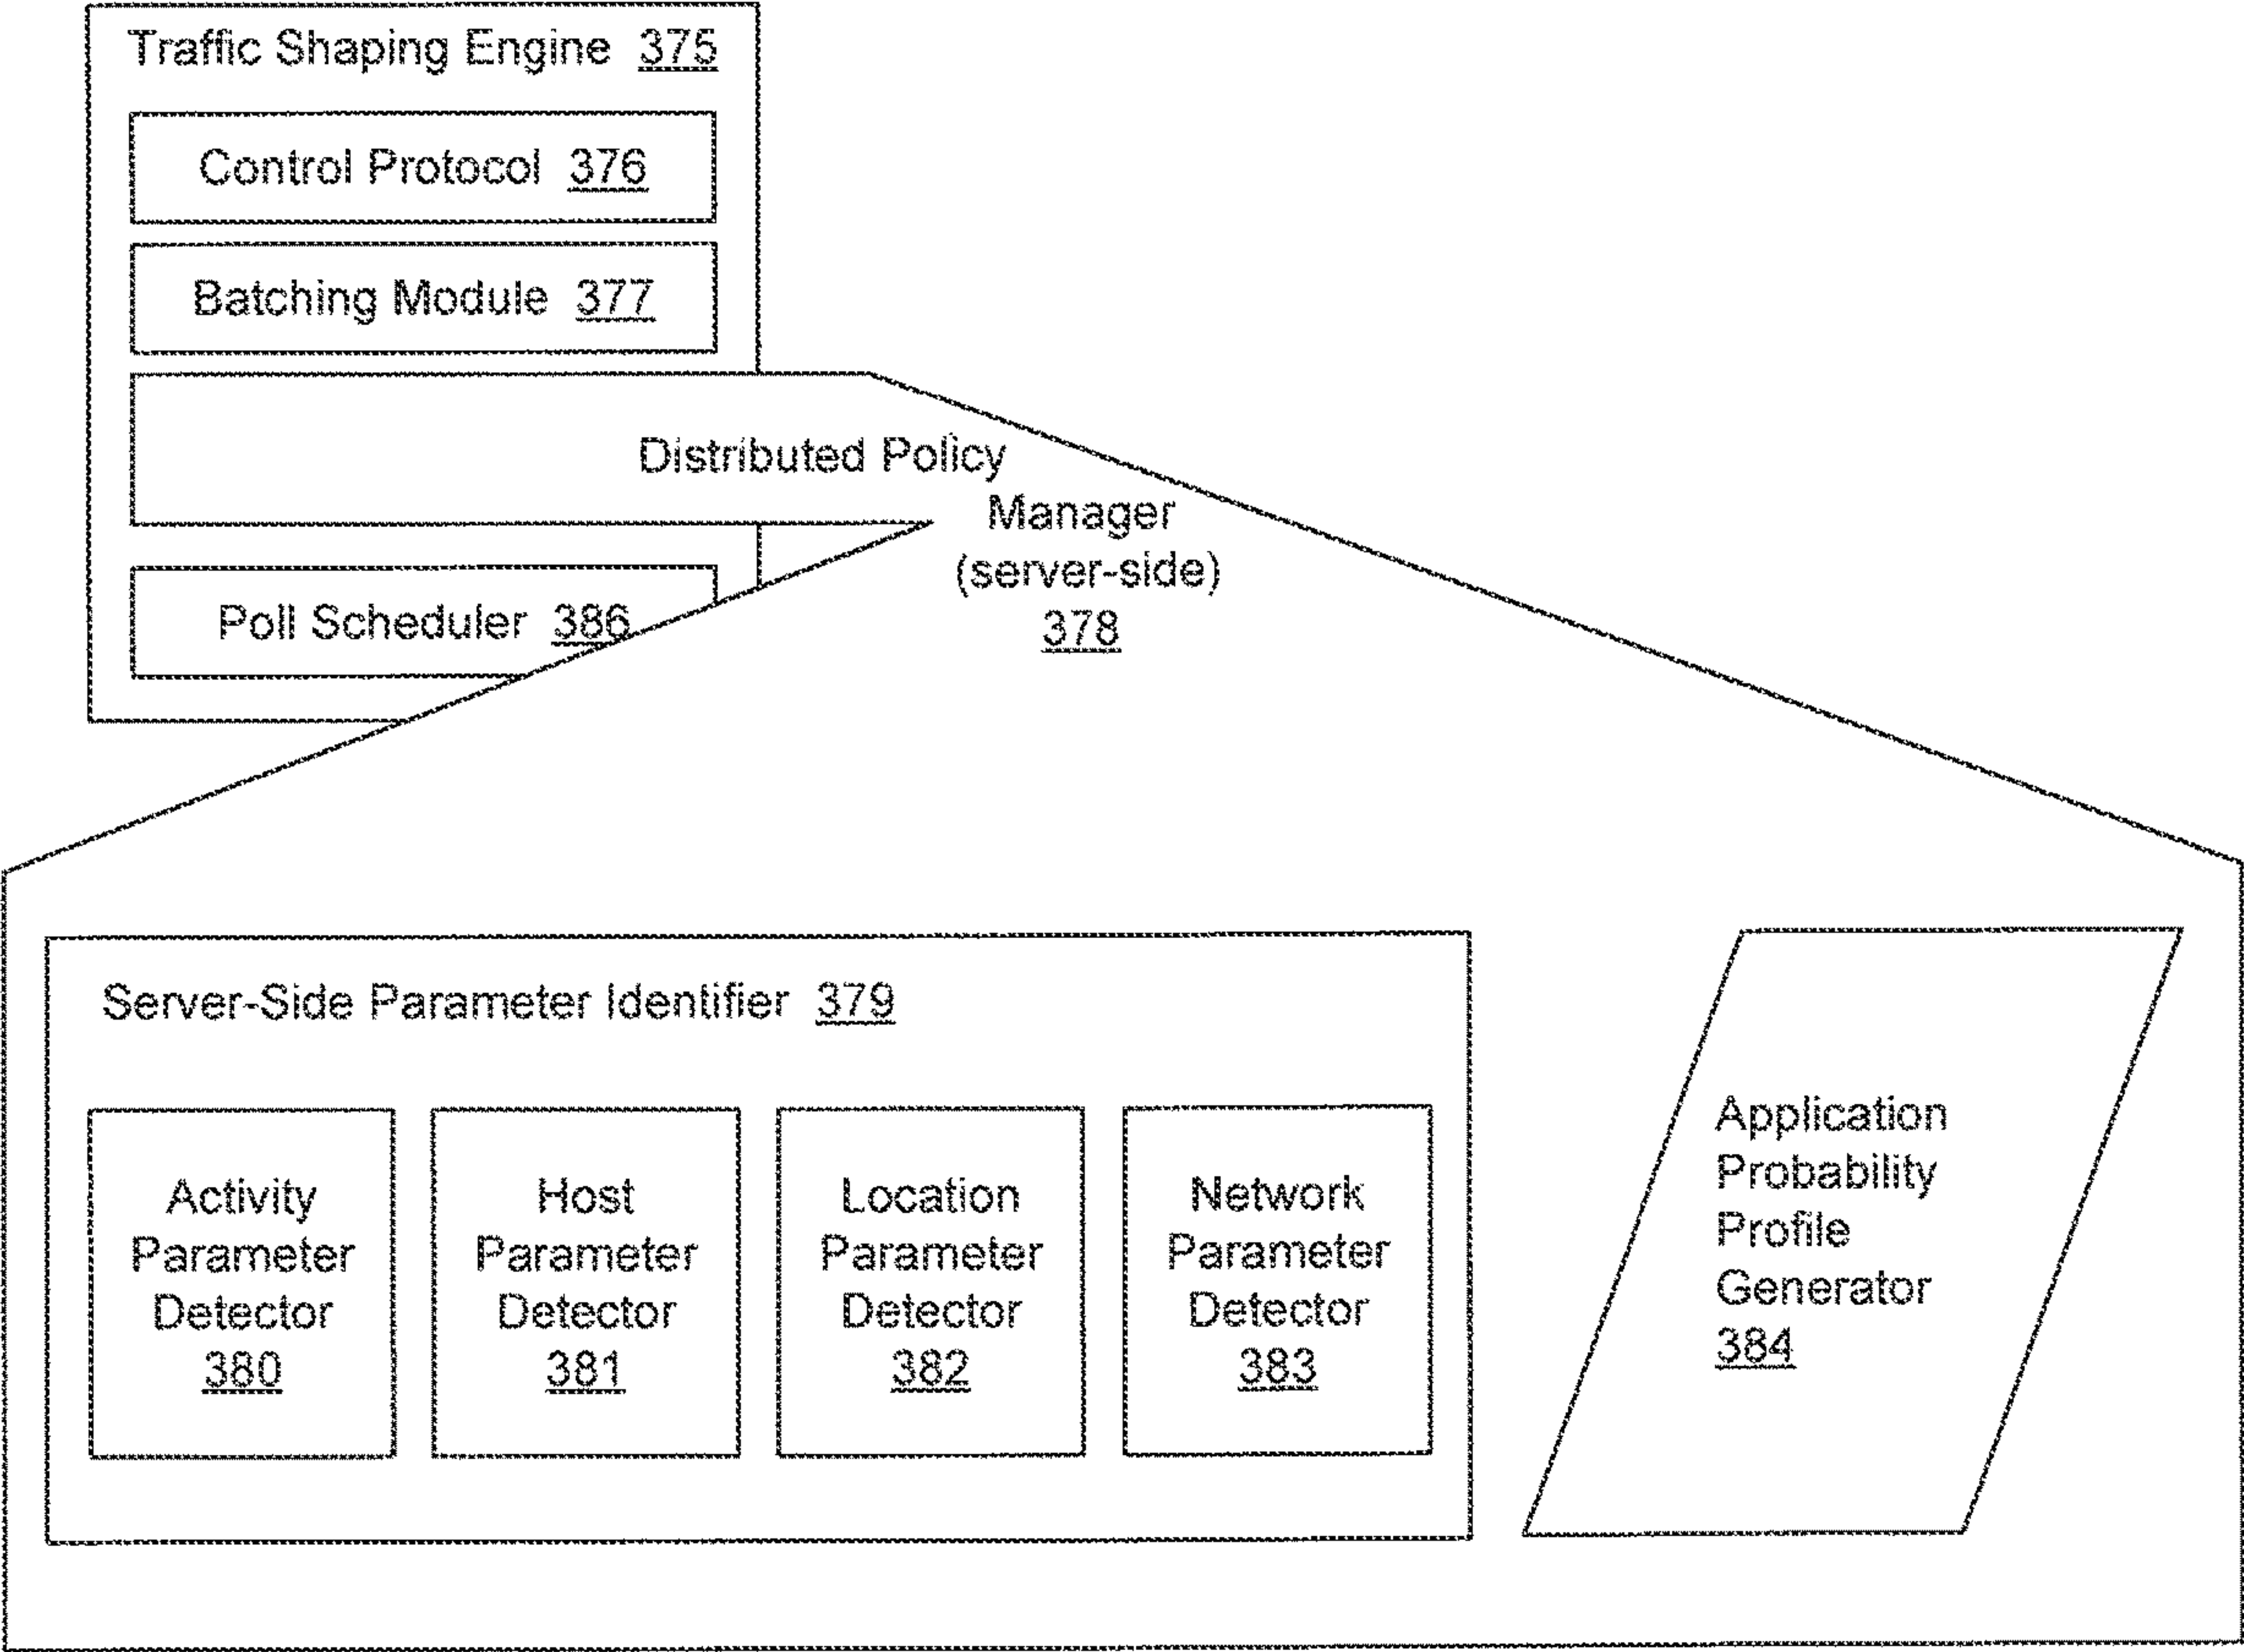 Traffic Shaping Engine 375
Control Protocol 376
Batching Module 377
Distributed Policy
Manager
(server-side)
378
Poll Scheduler 386
Server-Side Parameter Identifier 379
Activity
Parameter
Detector
380
Host
Parameter
Detector
381
Location
Parameter
Detector
382
Network
Parameter
Detector
383
Application
Probability
Profile
Generator
384